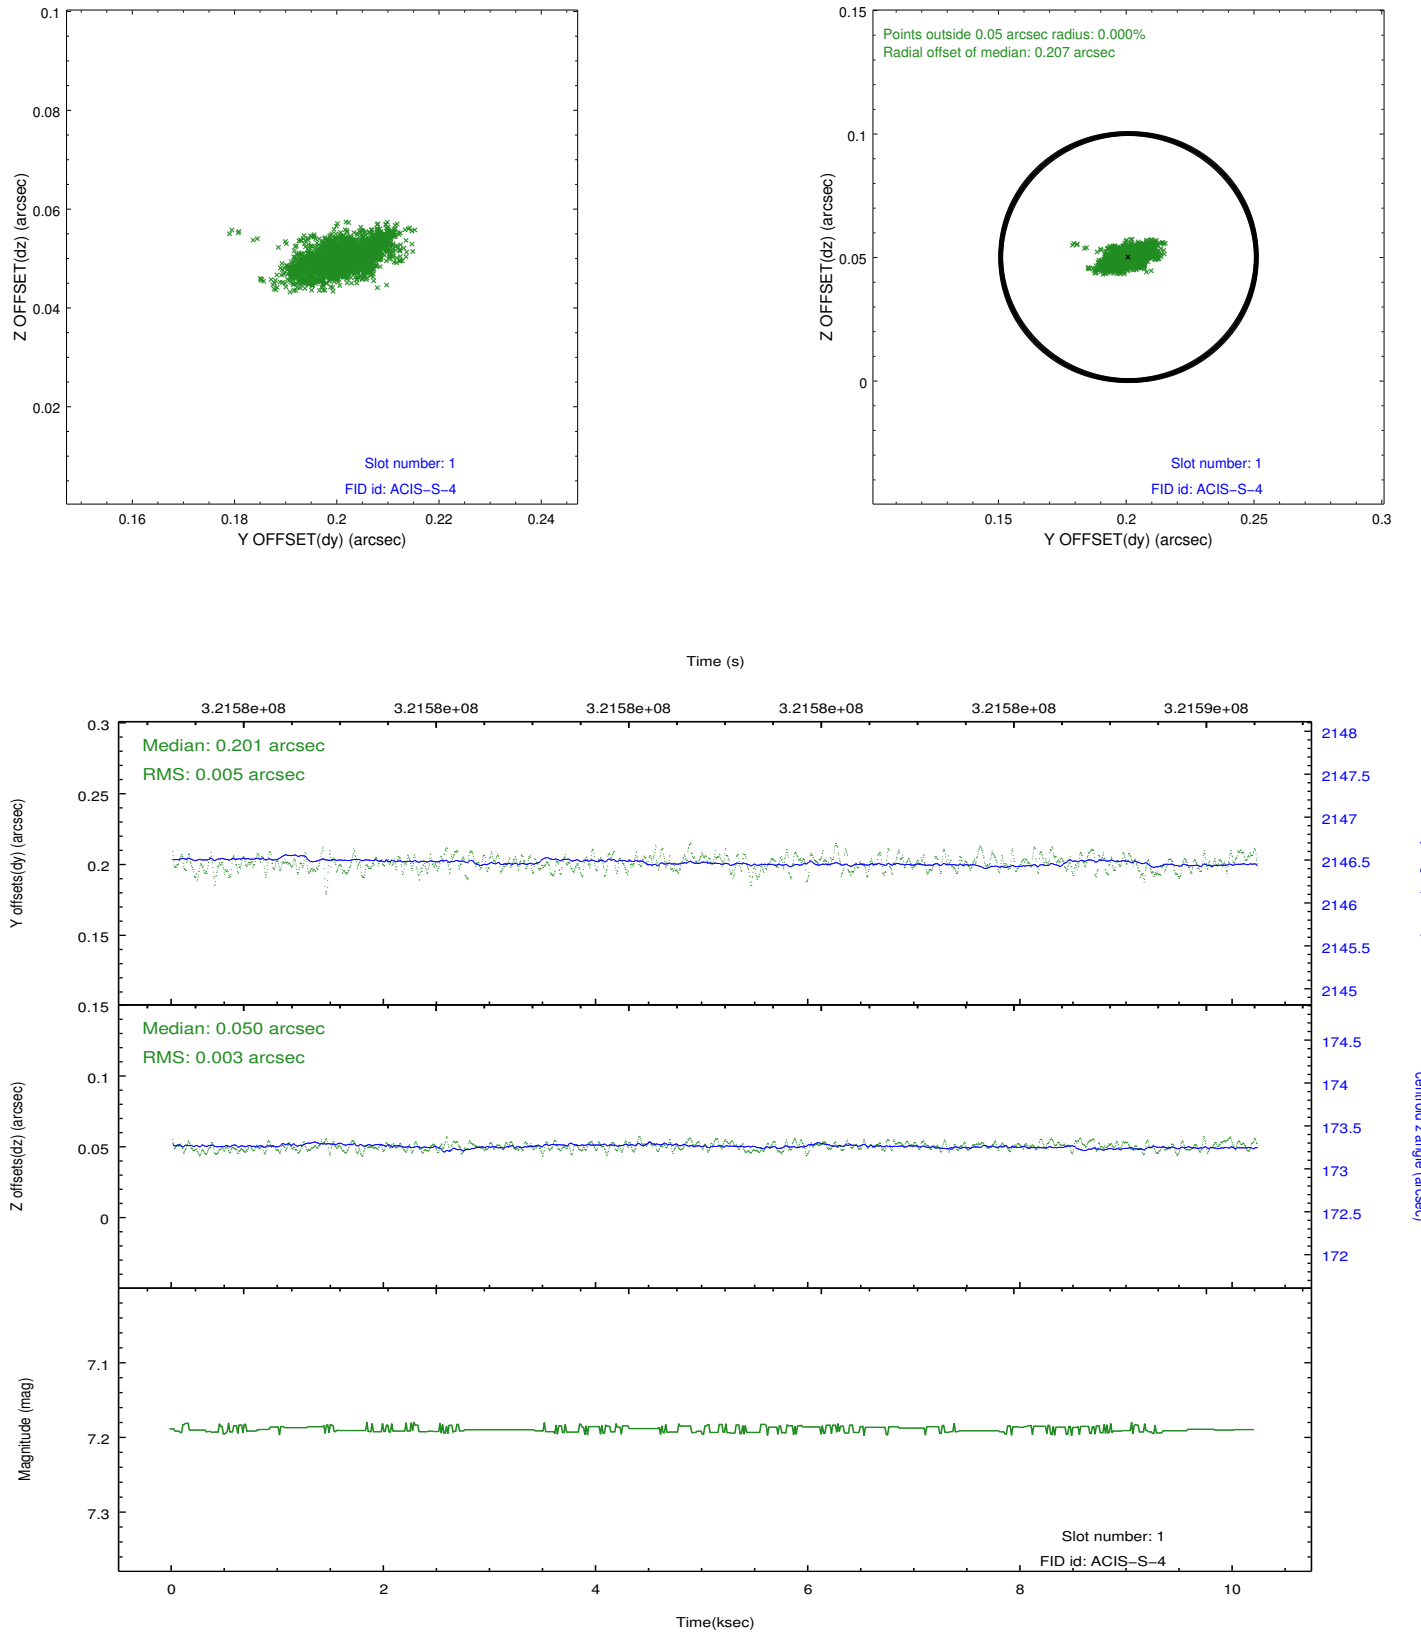 0.1
0.08
0.06
0.04
0.02
Z OFFSET(dz) (arcsec)
Slot number: 1
FID id: ACIS−S−4
0.16 0.18 0.2 0.22 0.24
Y OFFSET(dy) (arcsec)
0.15
0.1
0.05
0
Z OFFSET(dz) (arcsec)
Points outside 0.05 arcsec radius: 0.000%
Radial offset of median: 0.207 arcsec
Slot number: 1
FID id: ACIS−S−4
0.15 0.2 0.25 0.3
Y OFFSET(dy) (arcsec)
Time (s)
3.2158e+08 3.2158e+08 3.2158e+08 3.2158e+08 3.2158e+08 3.2159e+08
0.3
0.25
0.2
0.15
Y offsets(dy) (arcsec)
Median: 0.201 arcsec
RMS: 0.005 arcsec
2148
2147.5
2147
2146.5
2146
2145.5
2145
0.15
0.1
0.05
0
Z offsets(dz) (arcsec)
Median: 0.050 arcsec
RMS: 0.003 arcsec
174.5
174
173.5
173
172.5
172
centroid z angle (arcsec)
7.1
7.2
7.3
Magnitude (mag)
Slot number: 1
FID id: ACIS−S−4
0 2 4 6 8 10
Time(ksec)